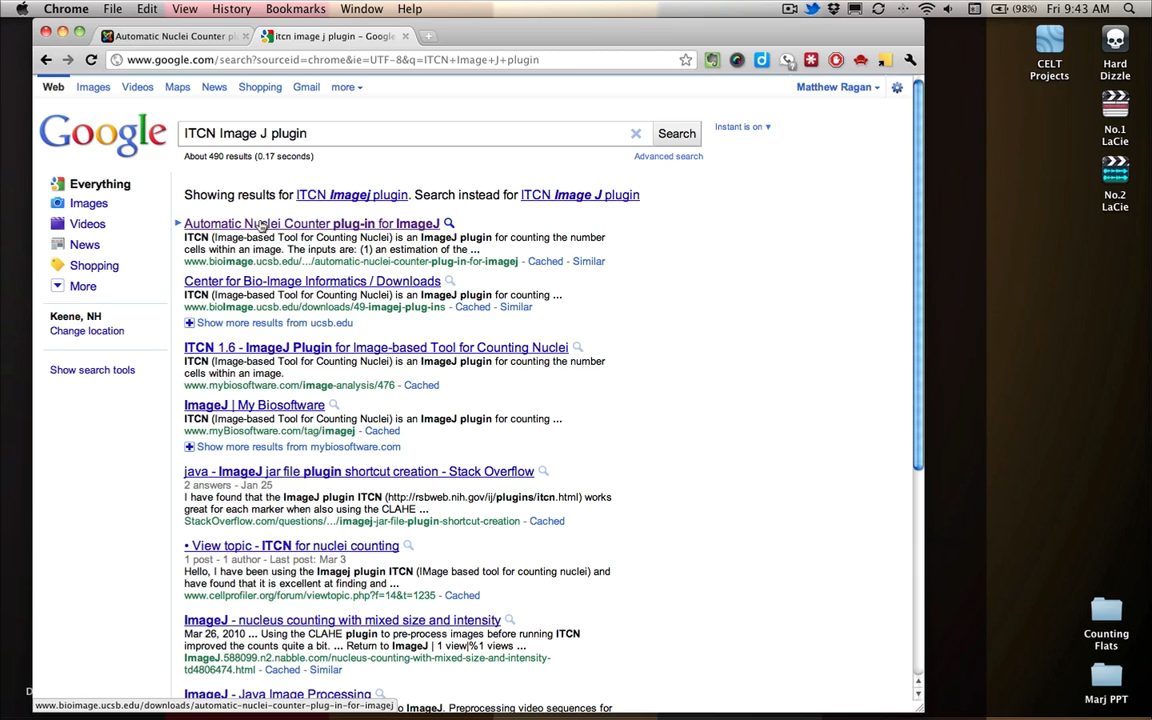 Chrome File Edit View History Bookmarks Window Help (98%) Fri 9:43 AM
Automatic Nuclei Counter pl itcn image j plugin - Google
www.google.com/search?sourceid=chrome&ie=UTF-8&q=ITCN+Image+J+plugin
Web Images Videos Maps News Shopping Gmail more Matthew Ragan
Google
ITCN Image J plugin
Search
Instant is on
About 490 results (0.17 seconds)
Advanced search
Everything
Images
Videos
News
Shopping
More
Keene, NH
Change location
Show search tools
Showing results for ITCN Imagej plugin. Search instead for ITCN Image J plugin
Automatic Nuclei Counter plug-in for ImageJ
ITCN (Image-based Tool for Counting Nuclei) is an ImageJ plugin for counting the number
cells within an image. The inputs are: (1) an estimation of the ...
www.bioimage.ucsb.edu/.../automatic-nuclei-counter-plug-in-for-imagej - Cached - Similar
Center for Bio-Image Informatics / Downloads
ITCN (Image-based Tool for Counting Nuclei) is an ImageJ plugin for counting ...
www.bioimage.ucsb.edu/downloads/49-imagej-plug-ins - Cached - Similar
Show more results from ucsb.edu
ITCN 1.6 - ImageJ Plugin for Image-based Tool for Counting Nuclei
ITCN (Image-based Tool for Counting Nuclei) is an ImageJ plugin for counting the number
cells within an image.
www.mybiosoftware.com/image-analysis/476 - Cached
ImageJ | My Biosoftware
ITCN (Image-based Tool for Counting Nuclei) is an ImageJ plugin for counting ...
www.myBiosoftware.com/tag/imagej - Cached
Show more results from mybiosoftware.com
java - ImageJ jar file plugin shortcut creation - Stack Overflow
2 answers - Jan 25
I have found that the ImageJ plugin ITCN (http://rsbweb.nih.gov/ij/plugins/itcn.html) works
great for each marker when also using the CLAHE ...
StackOverflow.com/questions/.../imagej-jar-file-plugin-shortcut-creation - Cached
• View topic - ITCN for nuclei counting
1 post - 1 author - Last post: Mar 3
Hello, I have been using the Imagej plugin ITCN (IMage based tool for counting nuclei) and
have found that it is excellent at finding and ...
www.cellprofiler.org/forum/viewtopic.php?f=14&t=1235 - Cached
ImageJ - nucleus counting with mixed size and intensity
Mar 26, 2010 ... Using the CLAHE plugin to pre-process images before running ITCN
improved the counts quite a bit. ... Return to ImageJ | 1 view|%1 views ...
ImageJ.588099.n2.nabble.com/nucleus-counting-with-mixed-size-and-intensity-
td4806474.html - Cached - Similar
ImageJ - Java Image Processing
Preprocessing video sequences for
www.bioimage.ucsb.edu/downloads/automatic-nuclei-counter-plug-in-for-imagej
CELT
Projects
Hard
Dizzle
No.1
LaCie
No.2
LaCie
Counting
Flats
Marj PPT